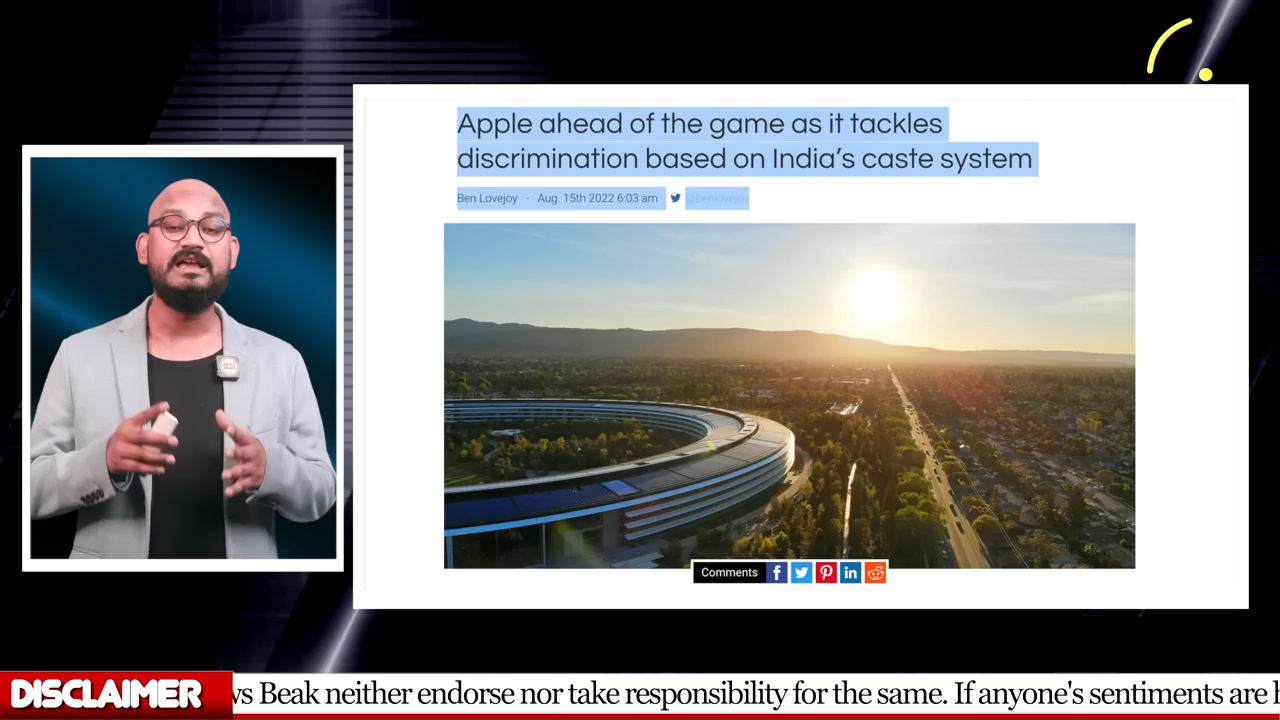 Apple ahead of the game as it tackles
discrimination based on India's caste system
Ben Lovejoy - Aug. 15th 2022 6:03 am @benlovejoy
Comments
DISCLAIMER
Beak neither endorse nor take responsibility for the same. If anyone's sentiments are